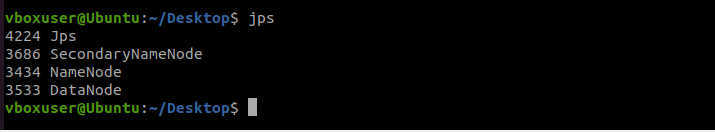 vboxuser@Ubuntu:~/Desktop$ jps
4224 Jps
3686 SecondaryNameNode
3434 NameNode
3533 DataNode
vboxuser@Ubuntu:~/Desktop$